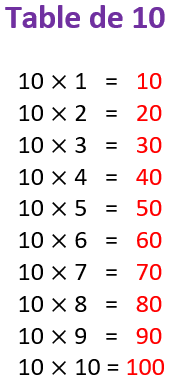 Table de 10
10 × 1 = 10
10 × 2 = 20
10 × 3 = 30
10 × 4 = 40
10 × 5 = 50
10 × 6 = 60
10 × 7 = 70
10 × 8 = 80
10 × 9 = 90
10 × 10 = 100